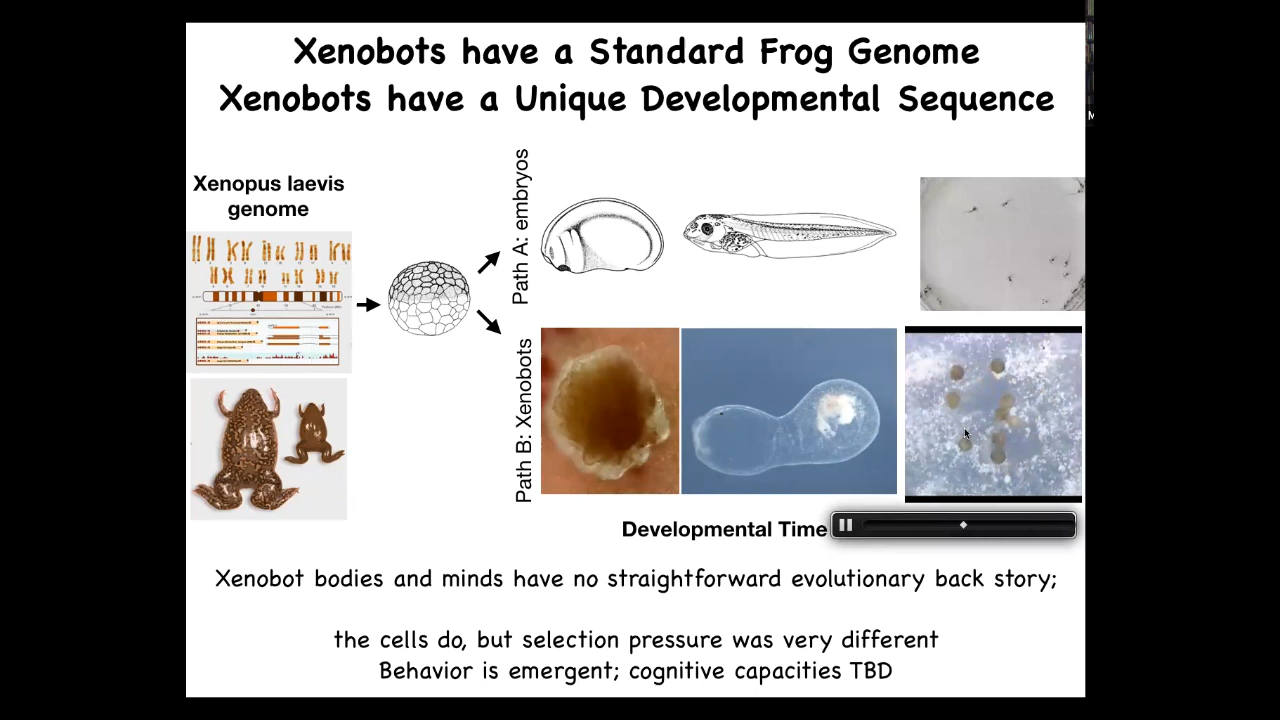 Xenobots have a Standard Frog Genome
Xenobots have a Unique Developmental Sequence
Xenopus laevis
genome
Path A: embryos
Path B: Xenobots
Developmental Time
Xenobot bodies and minds have no straightforward evolutionary back story;
the cells do, but selection pressure was very different
Behavior is emergent; cognitive capacities TBD